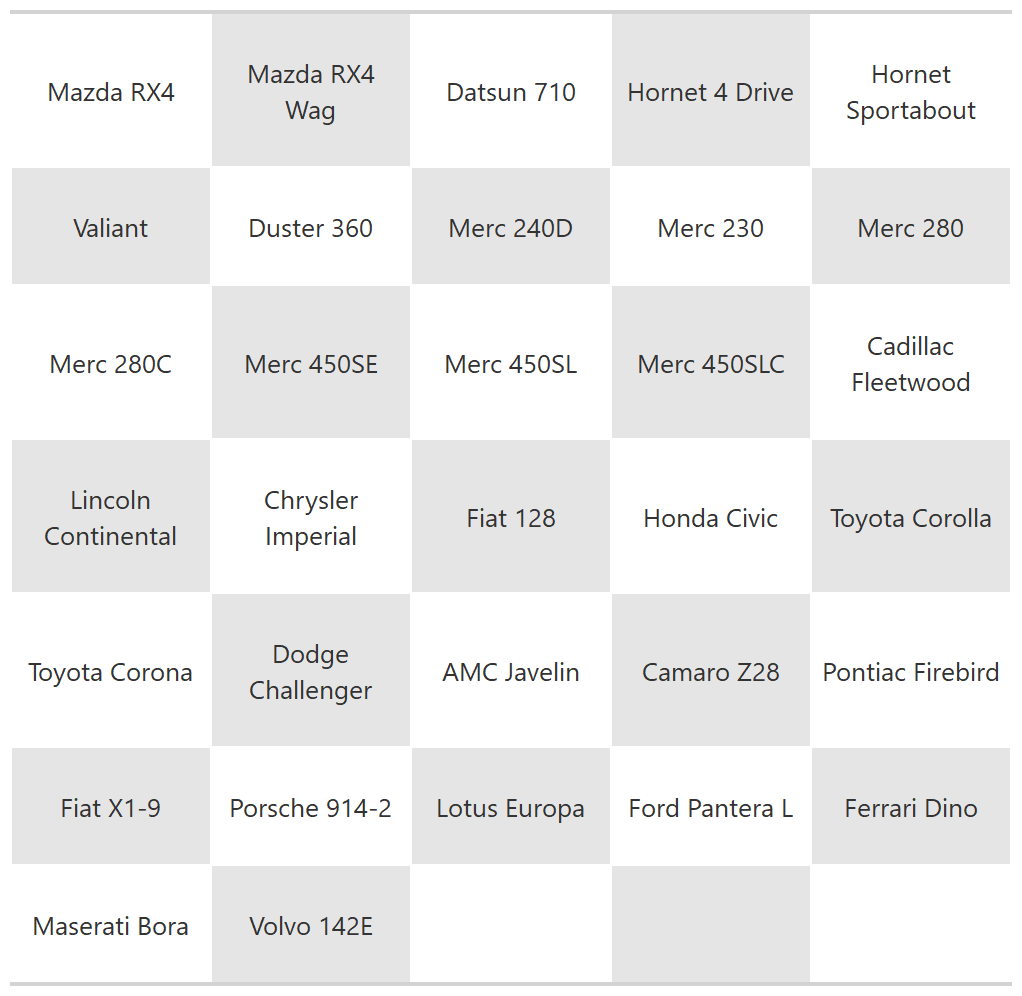 Mazda RX4
Mazda RX4
Wag
Datsun 710
Hornet 4 Drive
Hornet
Sportabout
Valiant
Duster 360
Merc 240D
Merc 230
Merc 280
Merc 280C
Merc 450SE
Merc 450SL
Merc 450SLC
Cadillac
Fleetwood
Lincoln
Continental
Chrysler
Imperial
Fiat 128
Honda Civic
Toyota Corolla
Toyota Corona
Dodge
Challenger
AMC Javelin
Camaro Z28
Pontiac Firebird
Fiat X1-9
Porsche 914-2
Lotus Europa
Ford Pantera L
Ferrari Dino
Maserati Bora
Volvo 142E